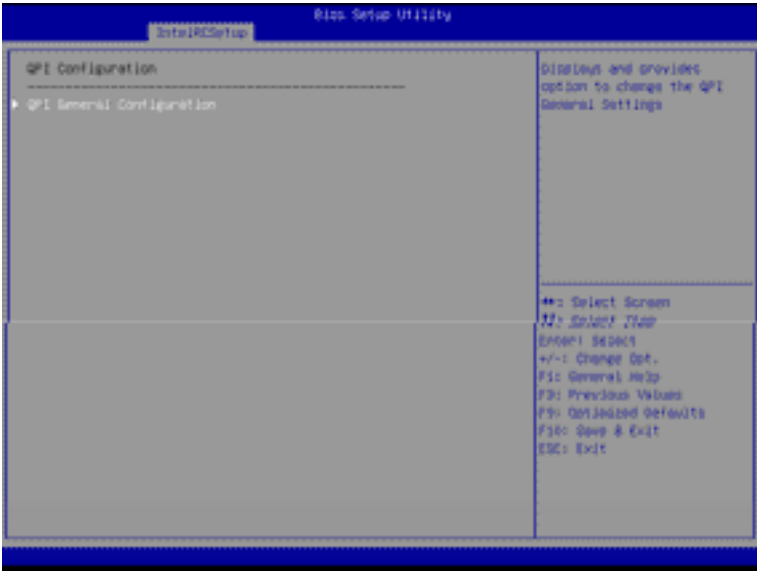 Bios Setup Utility
IntelRCSetup
QPI Configuration
--------------------------------------------------
QPI General Configuration
Displays and provides
option to change the QPI
General Settings
: Select Screen
: Select Item
Enter: Select
+/-: Change Opt.
F1: General Help
Previous Values
F9: Optimized Defaults
F10: Save & Exit
ESC: Exit